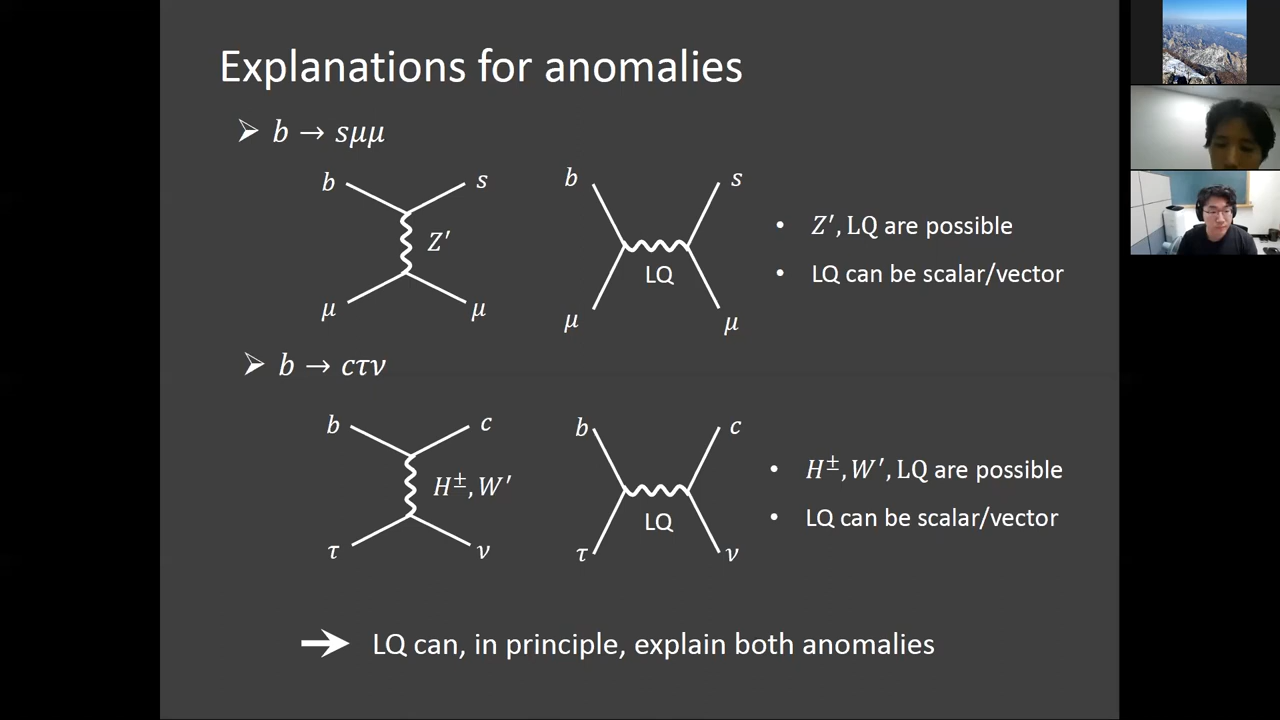 Explanations for anomalies
➢ b → sμμ
b s
Z′
μ μ
b s
LQ
μ μ
• Z′, LQ are possible
• LQ can be scalar/vector
➢ b → cτν
b c
H±, W′
τ ν
b c
LQ
τ ν
• H±, W′, LQ are possible
• LQ can be scalar/vector
→ LQ can, in principle, explain both anomalies